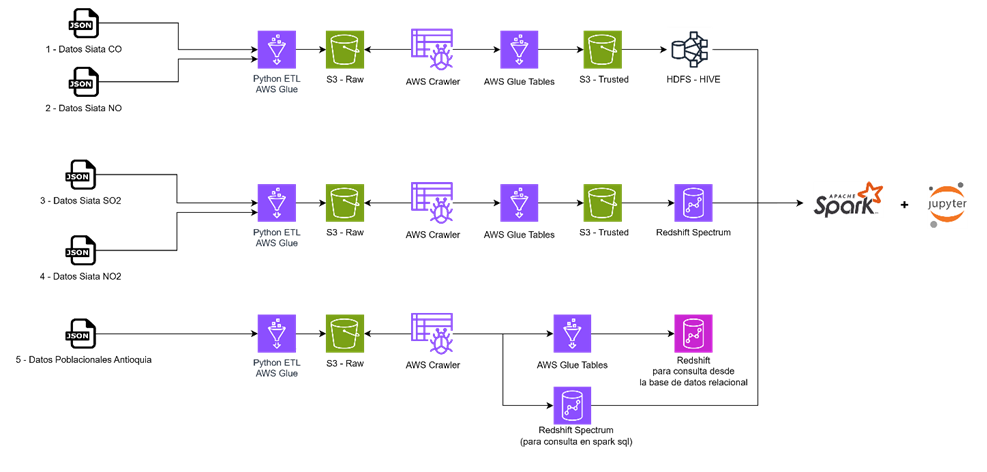 JSON
1 - Datos Siata CO
JSON
2 - Datos Siata NO
Python ETL
AWS Glue
S3 - Raw
AWS Crawler
AWS Glue Tables
S3 - Trusted
HDFS - HIVE
JSON
3 - Datos Siata SO2
JSON
4 - Datos Siata NO2
Python ETL
AWS Glue
S3 - Raw
AWS Crawler
AWS Glue Tables
S3 - Trusted
Redshift Spectrum
APACHE
Spark
+
jupyter
JSON
5 - Datos Poblacionales Antioquia
Python ETL
AWS Glue
S3 - Raw
AWS Crawler
AWS Glue Tables
Redshift
para consulta desde
la base de datos relacional
Redshift Spectrum
(para consulta en spark sql)